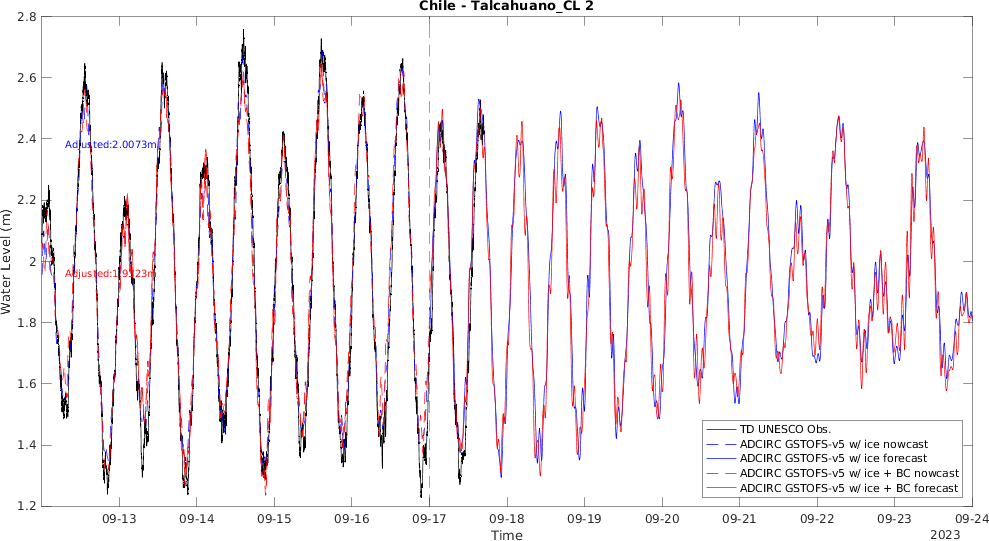 Chile - Talcahuano_CL 2
2.8
2.6
2.4
2.2
2
1.8
1.6
1.4
1.2
Water Level (m)
Adjusted:2.0073m
TD UNESCO Obs.
ADCIRC GSTOFS-v5 w/ ice nowcast
ADCIRC GSTOFS-v5 w/ ice forecast
ADCIRC GSTOFS-v5 w/ ice + BC nowcast
ADCIRC GSTOFS-v5 w/ ice + BC forecast
09-13 09-14 09-15 09-16 09-17 09-18 09-19 09-20 09-21 09-22 09-23 09-24
Time
2023